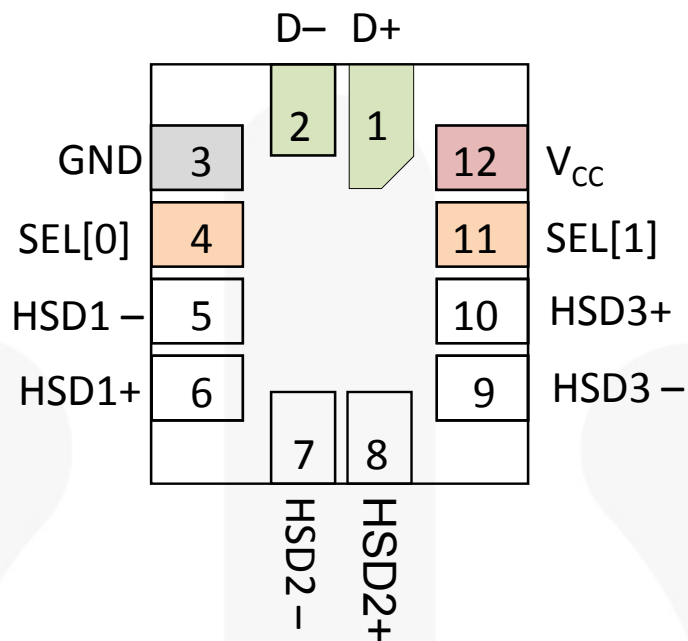 D– D+
2 1
GND 3 12 VCC
SEL[0] 4 11 SEL[1]
HSD1 – 5 10 HSD3+
HSD1+ 6 9 HSD3 –
7 8
HSD2 –
HSD2+